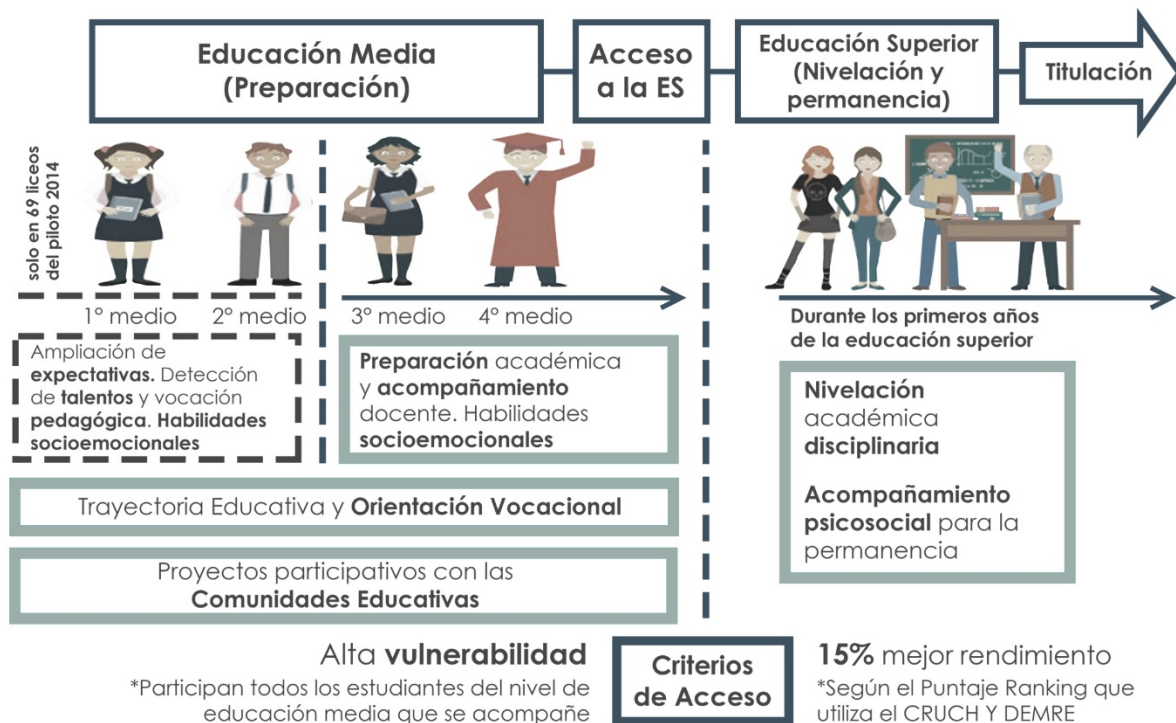 Educación Media
(Preparación)
Acceso
a la ES
Educación Superior
(Nivelación y
permanencia)
Titulación
solo en 69 liceos
del piloto 2014
1° medio
2° medio
3° medio
4° medio
Durante los primeros años
de la educación superior
Ampliación de
expectativas. Detección
de talentos y vocación
pedagógica. Habilidades
socioemocionales
Preparación académica
y acompañamiento
docente. Habilidades
socioemocionales
Nivelación
académica
disciplinaria
Acompañamiento
psicosocial para la
permanencia
Trayectoria Educativa y Orientación Vocacional
Proyectos participativos con las
Comunidades Educativas
Alta vulnerabilidad
*Participan todos los estudiantes del nivel de
educación media que se acompañe
Criterios
de Acceso
15% mejor rendimiento
*Según el Puntaje Ranking que
utiliza el CRUCH Y DEMRE